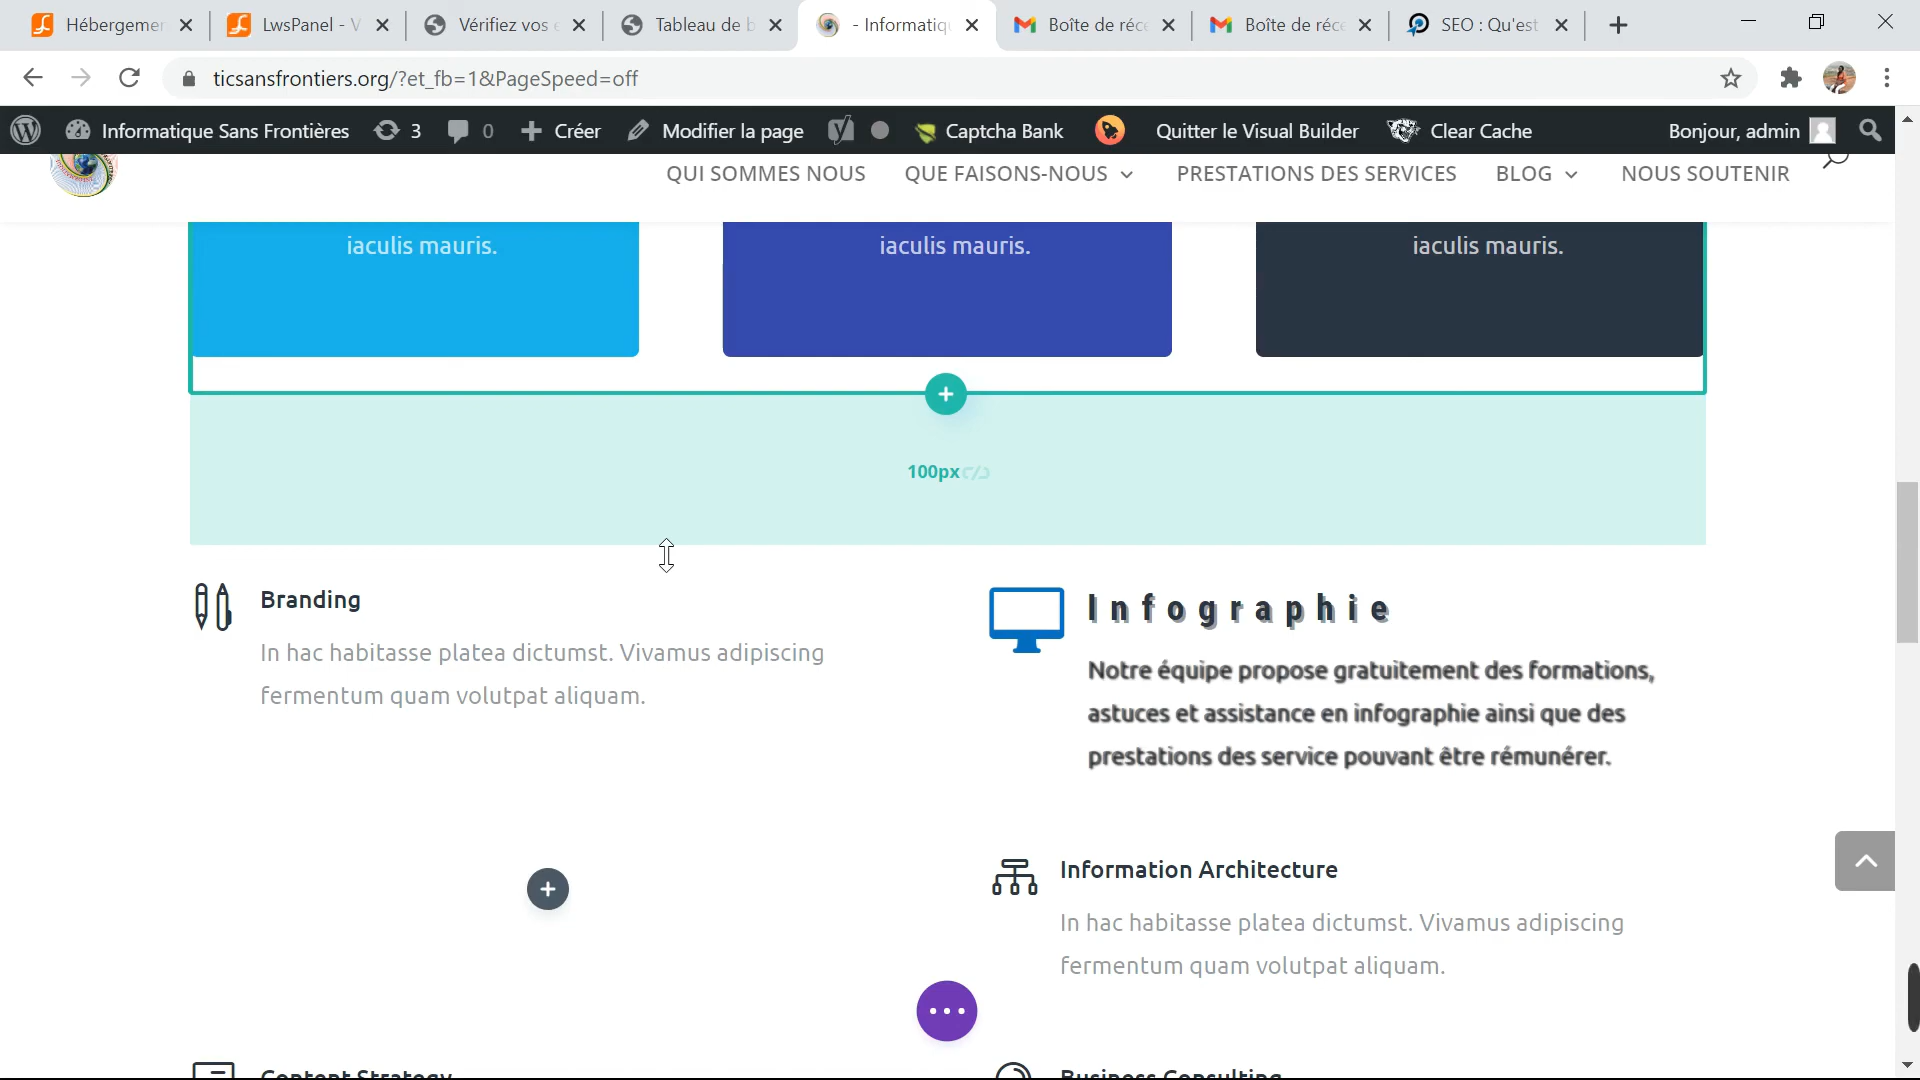 Hébergemen
LwsPanel - V
Vérifiez vos e
Tableau de b
- Informatiq
Boîte de réce
Boîte de réce
SEO : Qu'est
ticsansfrontiers.org/?et_fb=1&PageSpeed=off
Informatique Sans Frontières
3
0
Créer
Modifier la page
Captcha Bank
Quitter le Visual Builder
Clear Cache
Bonjour, admin
QUI SOMMES NOUS
QUE FAISONS-NOUS
PRESTATIONS DES SERVICES
BLOG
NOUS SOUTENIR
iaculis mauris.
iaculis mauris.
iaculis mauris.
100px
Branding
In hac habitasse platea dictumst. Vivamus adipiscing
fermentum quam volutpat aliquam.
Infographie
Notre équipe propose gratuitement des formations,
astuces et assistance en infographie ainsi que des
prestations des service pouvant être rémunérer.
Information Architecture
In hac habitasse platea dictumst. Vivamus adipiscing
fermentum quam volutpat aliquam.
Content Strategy
Business Consulting